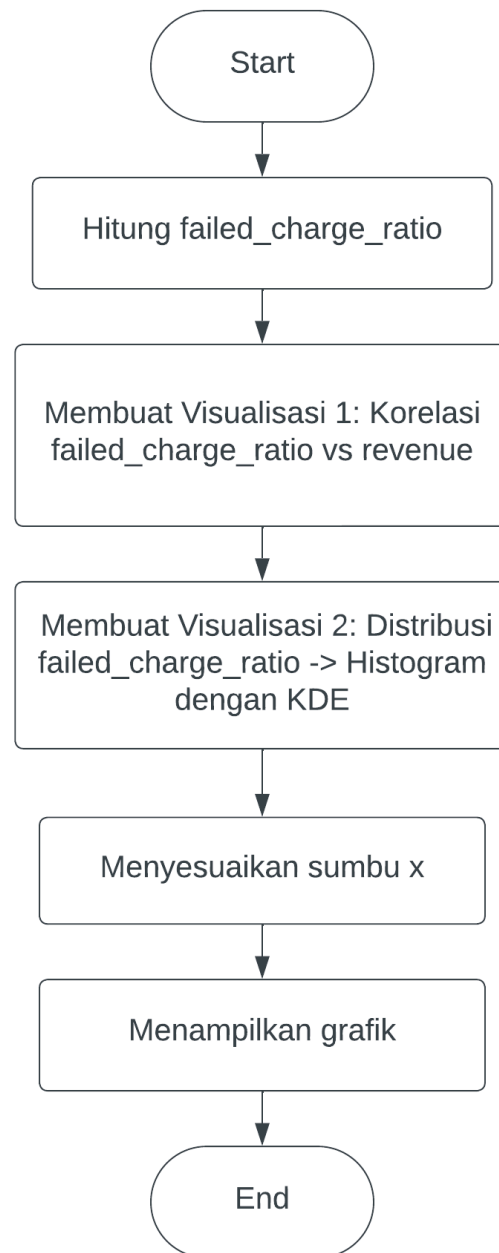 Start
Hitung failed_charge_ratio
Membuat Visualisasi 1: Korelasi
failed_charge_ratio vs revenue
Membuat Visualisasi 2: Distribusi
failed_charge_ratio -> Histogram
dengan KDE
Menyesuaikan sumbu x
Menampilkan grafik
End